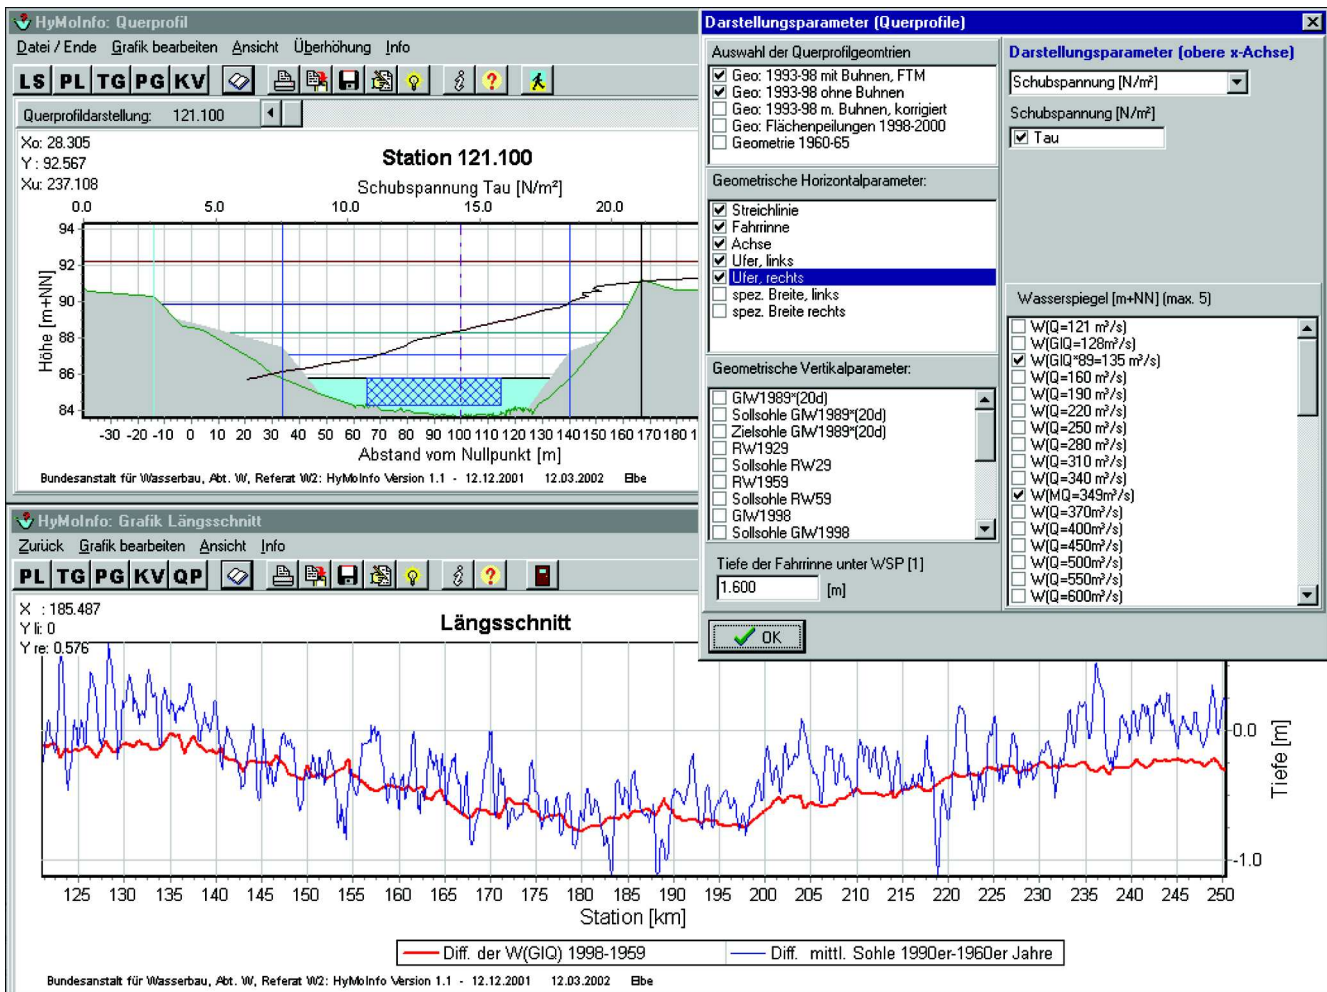 HyMoInfo: Querprofil
Datei / Ende Grafik bearbeiten Ansicht Überhöhung Info
LS PL TG PG KV
Querprofildarstellung: 121.100
Xo: 28.305
Y : 92.567
Xu: 237.108
Station 121.100
Schubspannung Tau [N/m²]
0.0 5.0 10.0 15.0 20.0
94
92
90
88
86
84
Höhe [m+NN]
-30 -20 -10 0 10 20 30 40 50 60 70 80 90 100 110 120 130 140 150 160 170 180 1
Abstand vom Nullpunkt [m]
Bundesanstalt für Wasserbau, Abt. W, Referat W2: HyMoInfo Version 1.1 - 12.12.2001 12.03.2002 Elbe
Darstellungsparameter (Querprofile)
Auswahl der Querprofilgeomtrien
Geo: 1993-98 mit Buhnen, FTM
Geo: 1993-98 ohne Buhnen
Geo: 1993-98 m. Buhnen, korrigiert
Geo: Flächenpeilungen 1998-2000
Geometrie 1960-65
Geometrische Horizontalparameter:
Streichlinie
Fahrrinne
Achse
Ufer, links
Ufer, rechts
spez. Breite, links
spez. Breite rechts
Geometrische Vertikalparameter:
GlW1989*(20d)
Sollsohle GlW1989*(20d)
Zielsohle GlW1989*(20d)
RW1929
Sollsohle RW29
RW1959
Sollsohle RW59
GlW1998
Sollsohle GlW1998
Tiefe der Fahrrinne unter WSP [1]
1.600 [m]
OK
Darstellungsparameter (obere x-Achse)
Schubspannung [N/m²]
Schubspannung [N/m²]
Tau
Wasserspiegel [m+NN] (max. 5)
W(Q=121 m³/s)
W(GlQ=128m³/s)
W(GlQ*89=135 m³/s)
W(Q=160 m³/s)
W(Q=190 m³/s)
W(Q=220 m³/s)
W(Q=250 m³/s)
W(Q=280 m³/s)
W(Q=310 m³/s)
W(Q=340 m³/s)
W(MQ=349m³/s)
W(Q=370m³/s)
W(Q=400m³/s)
W(Q=450m³/s)
W(Q=500m³/s)
W(Q=550m³/s)
W(Q=600m³/s)
HyMoInfo: Grafik Längsschnitt
Zurück Grafik bearbeiten Ansicht Info
PL TG PG KV QP
X : 185.487
Y li: 0
Y re: 0.576
Längsschnitt
0.0
-1.0
Tiefe [m]
125 130 135 140 145 150 155 160 165 170 175 180 185 190 195 200 205 210 215 220 225 230 235 240 245 250
Station [km]
Diff. der W(GlQ) 1998-1959 Diff. mittl. Sohle 1990er-1960er Jahre
Bundesanstalt für Wasserbau, Abt. W, Referat W2: HyMoInfo Version 1.1 - 12.12.2001 12.03.2002 Elbe